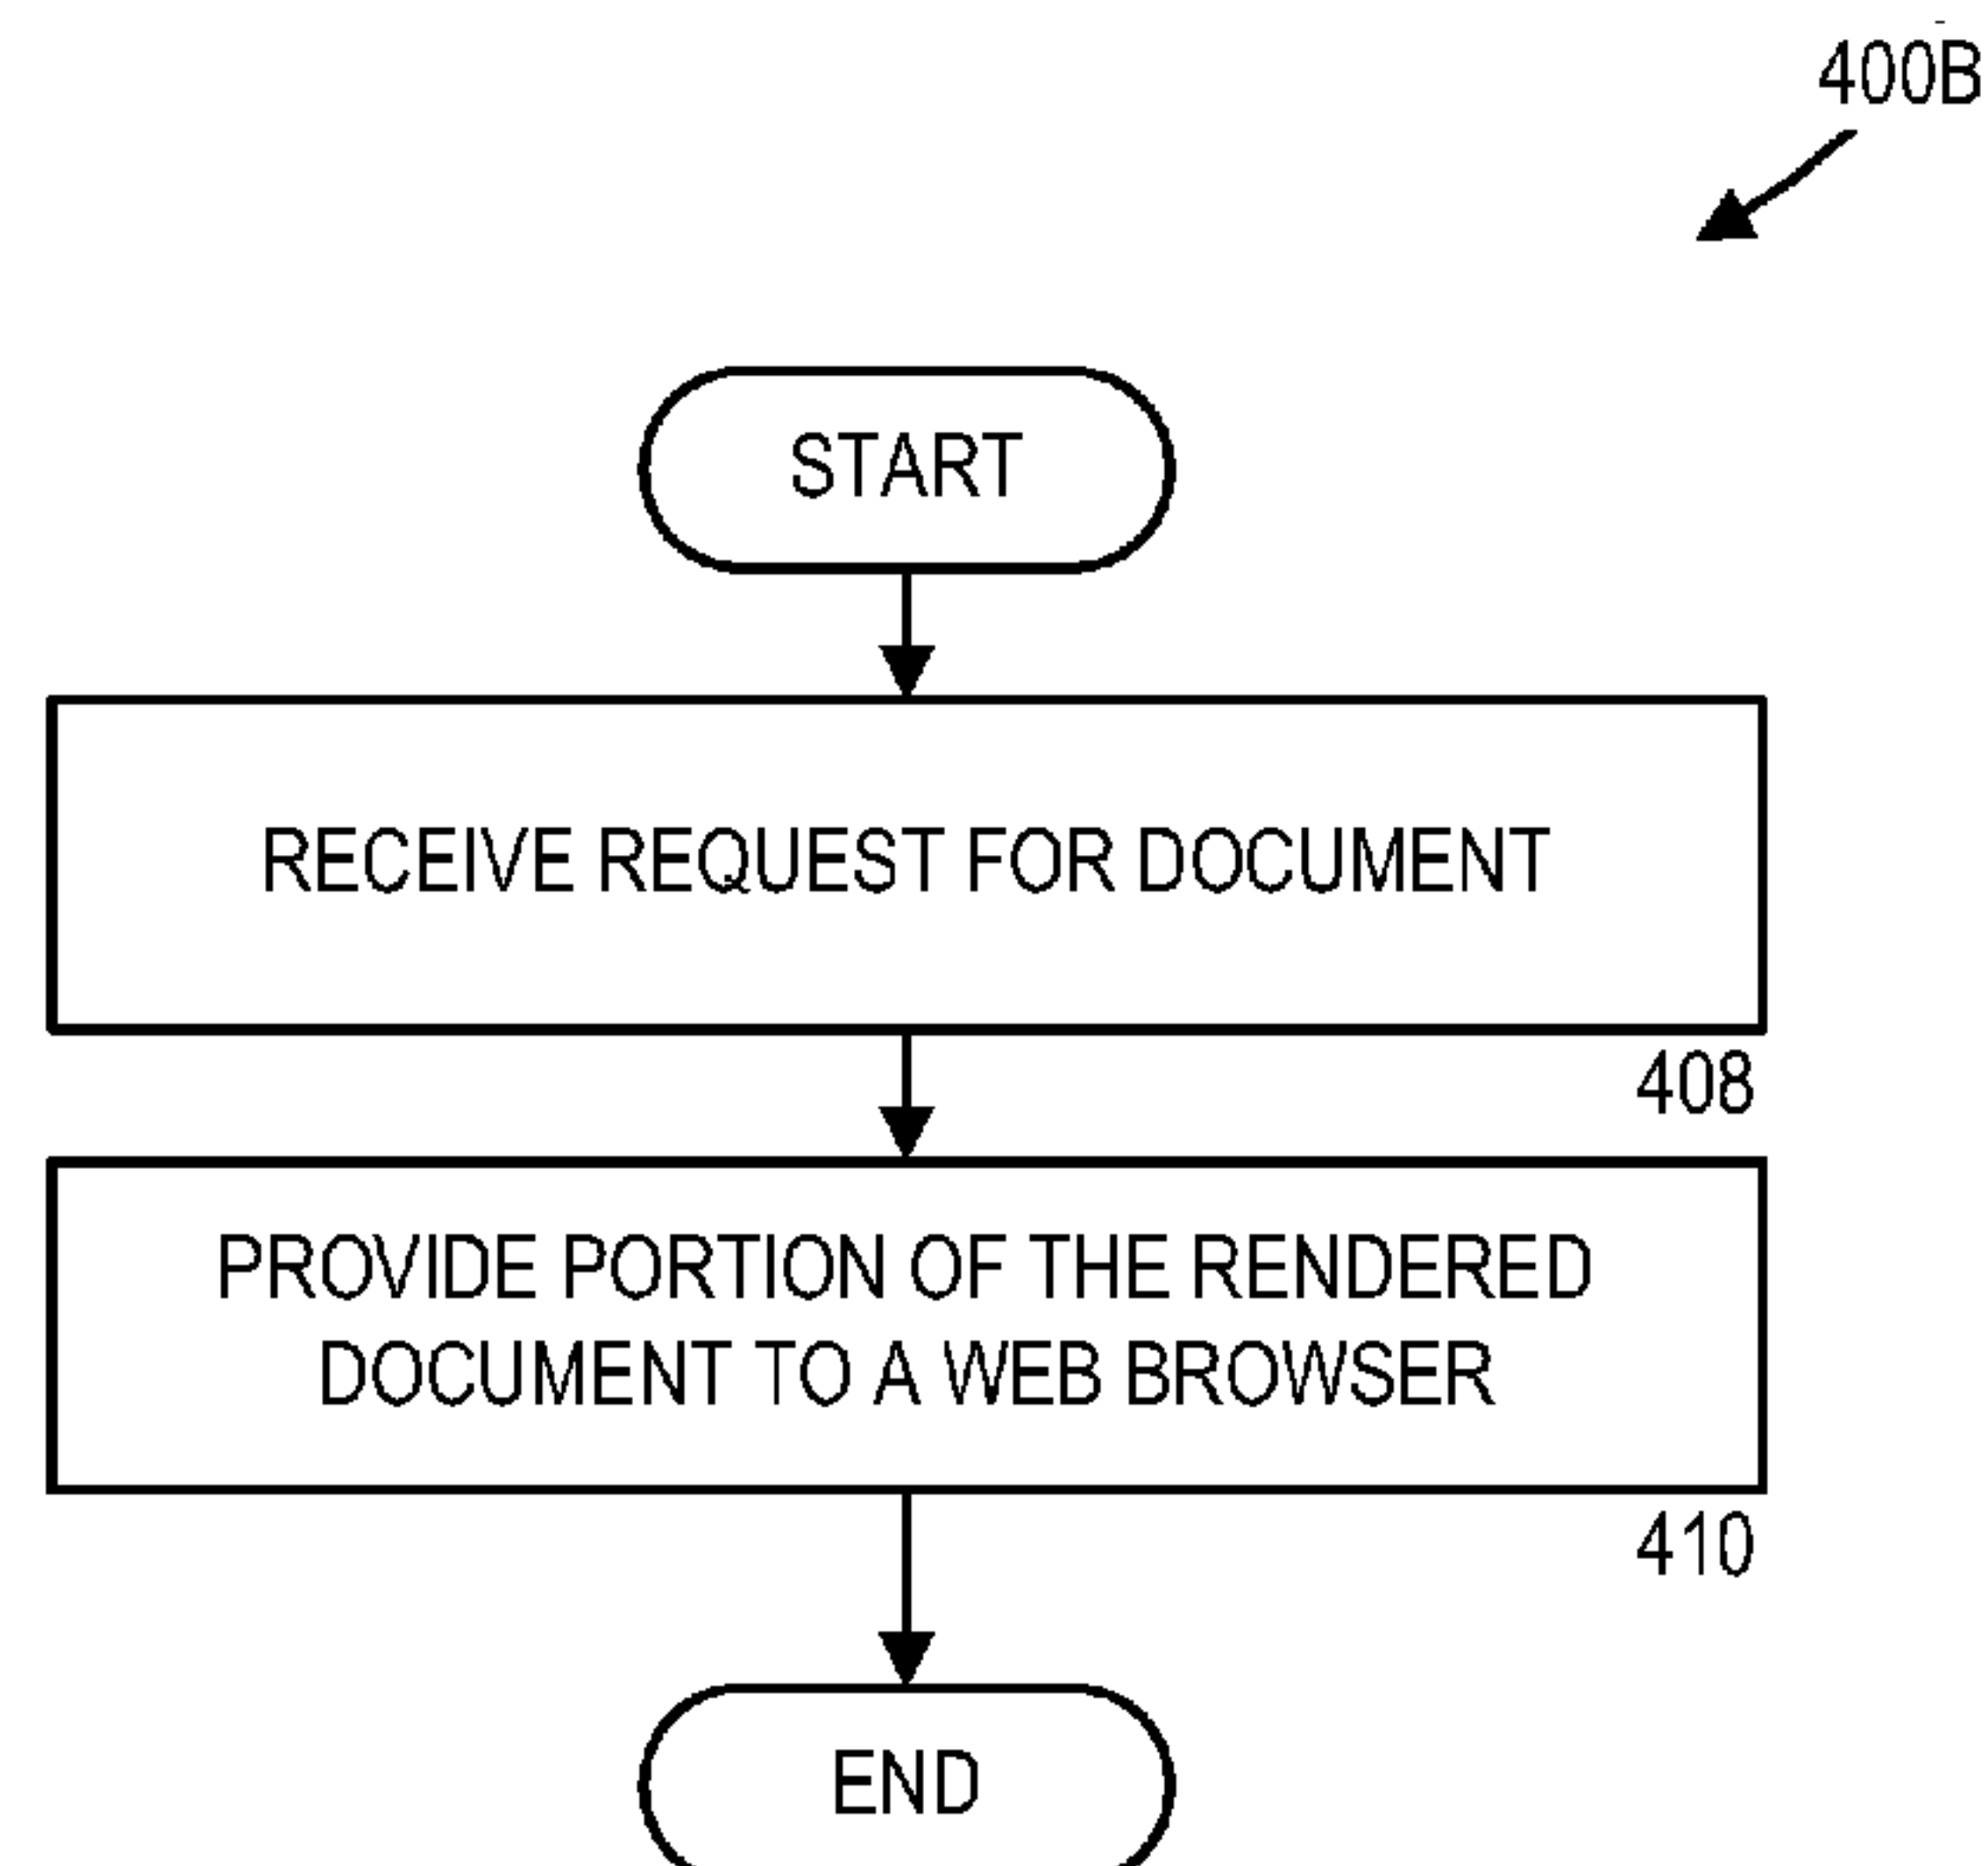 400B
START
RECEIVE REQUEST FOR DOCUMENT
408
PROVIDE PORTION OF THE RENDERED
DOCUMENT TO A WEB BROWSER
410
END